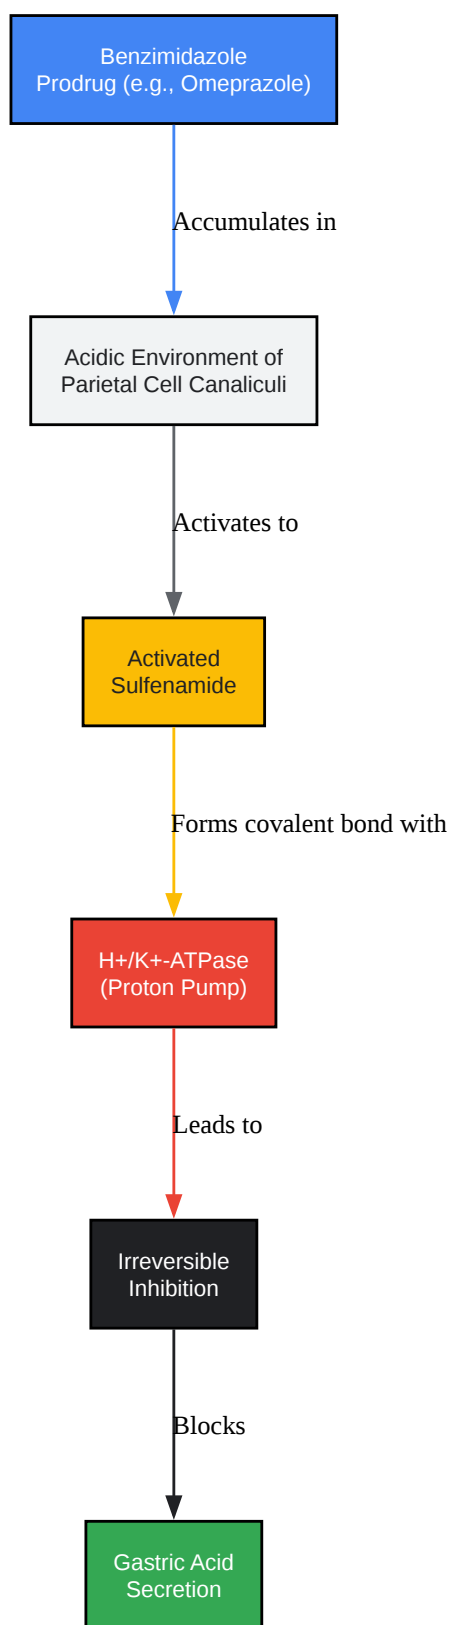 Benzimidazole
Prodrug (e.g., Omeprazole)
Accumulates in
Acidic Environment of
Parietal Cell Canaliculi
Activates to
Activated
Sulfenamide
Forms covalent bond with
H+/K+-ATPase
(Proton Pump)
Leads to
Irreversible
Inhibition
Blocks
Gastric Acid
Secretion